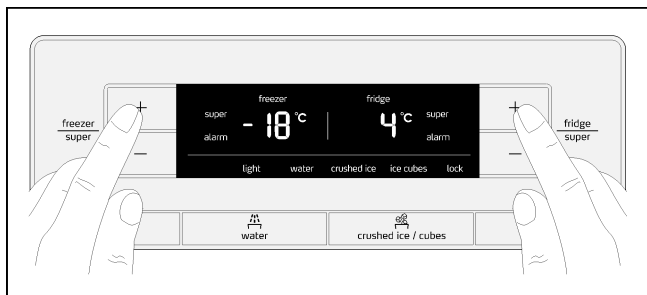 freezer
fridge
super
- 18 °C
4 °C
super
alarm
alarm
light water crushed ice ice cubes lock
+
−
freezer
super
+
−
fridge
super
water
crushed ice / cubes